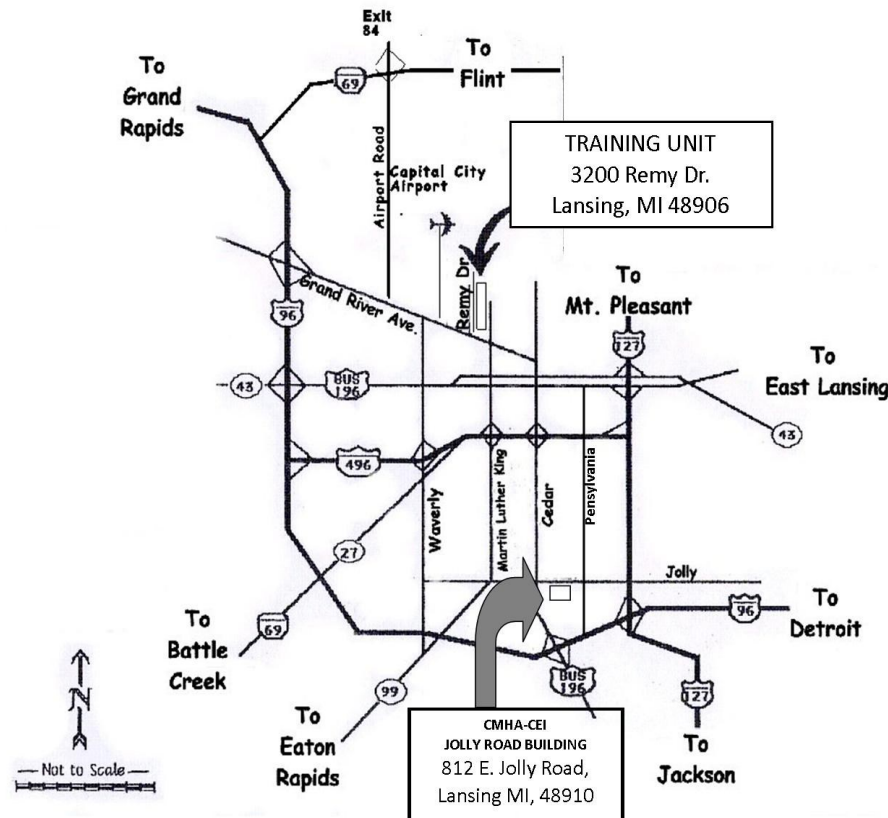 Exit
84
To
Grand
Rapids
69
To
Flint
Airport Road
Capital City
Airport
TRAINING UNIT
3200 Remy Dr.
Lansing, MI 48906
Remy Dr
Grand River Ave.
96
To
Mt. Pleasant
127
To
East Lansing
43
BUS
196
43
496
Waverly
Martin Luther King
Cedar
Pensylvania
27
Jolly
69
To
Battle
Creek
96
To
Detroit
99
To
Eaton
Rapids
BUS
196
127
To
Jackson
N
Not to Scale
CMHA-CEI
JOLLY ROAD BUILDING
812 E. Jolly Road,
Lansing MI, 48910